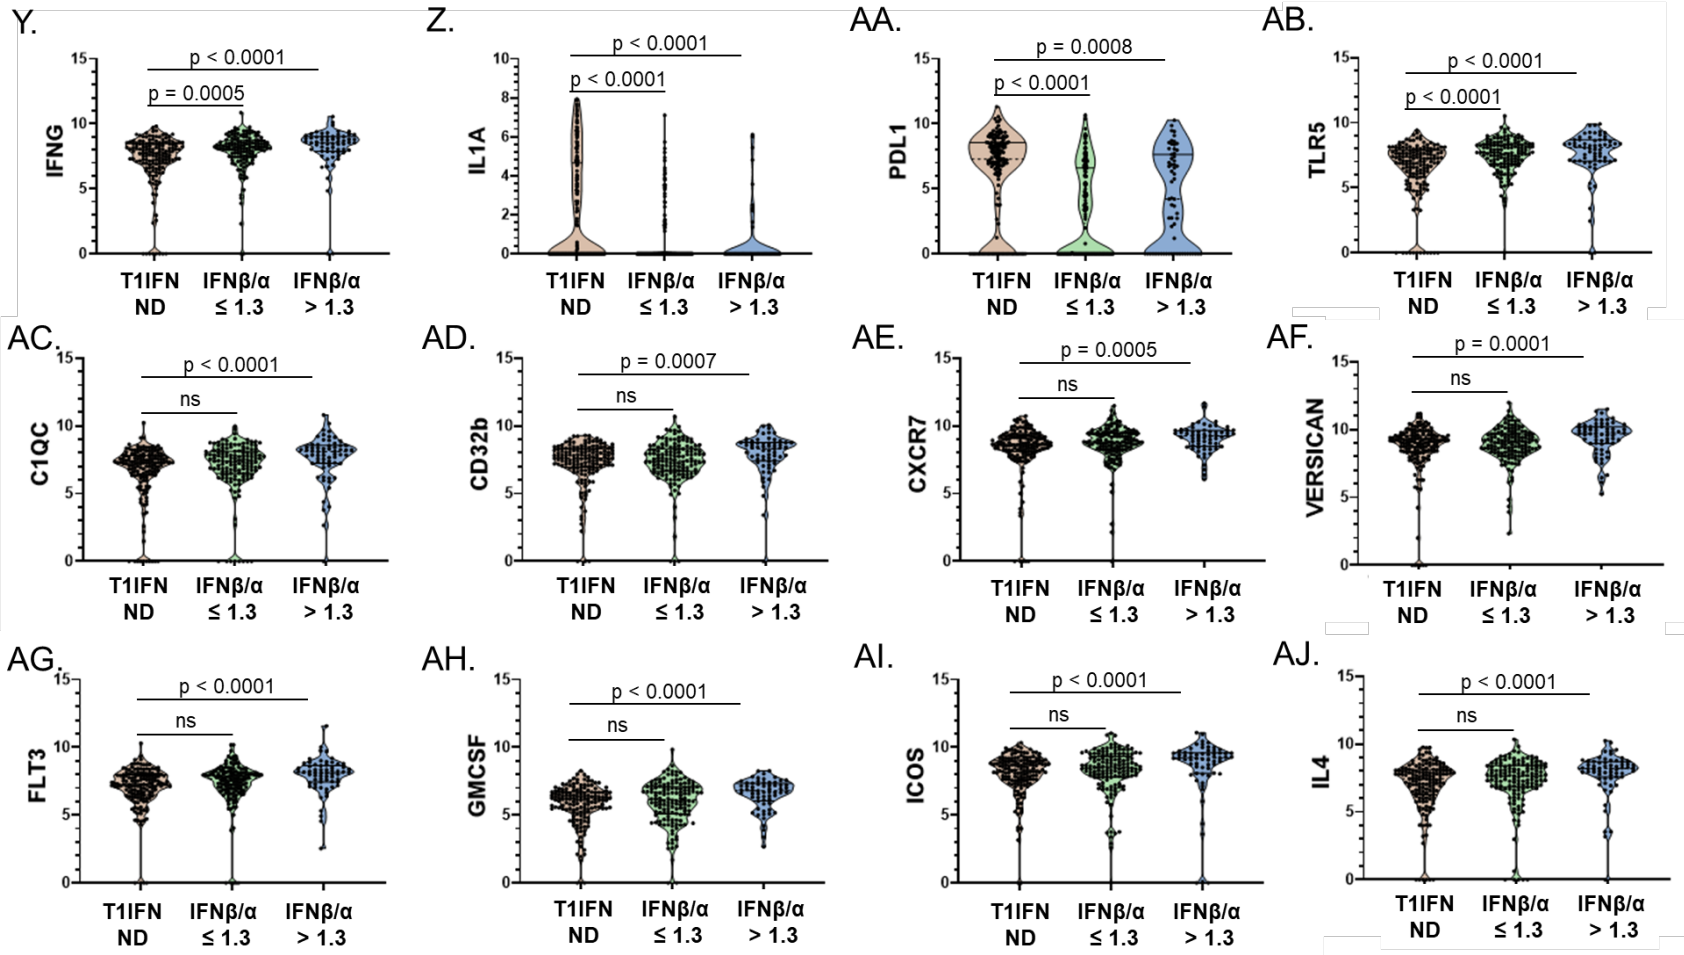 Y.
p < 0.0001
p = 0.0005
IFNG
15
10
5
0
T1IFN ND
IFNβ/α ≤ 1.3
IFNβ/α > 1.3
Z.
p < 0.0001
p < 0.0001
IL1A
10
8
6
4
2
0
T1IFN ND
IFNβ/α ≤ 1.3
IFNβ/α > 1.3
AA.
p = 0.0008
p < 0.0001
PDL1
15
10
5
0
T1IFN ND
IFNβ/α ≤ 1.3
IFNβ/α > 1.3
AB.
p < 0.0001
p < 0.0001
TLR5
15
10
5
0
T1IFN ND
IFNβ/α ≤ 1.3
IFNβ/α > 1.3
AC.
p < 0.0001
ns
C1QC
15
10
5
0
T1IFN ND
IFNβ/α ≤ 1.3
IFNβ/α > 1.3
AD.
p = 0.0007
ns
CD32b
15
10
5
0
T1IFN ND
IFNβ/α ≤ 1.3
IFNβ/α > 1.3
AE.
p = 0.0005
ns
CXCR7
15
10
5
0
T1IFN ND
IFNβ/α ≤ 1.3
IFNβ/α > 1.3
AF.
p = 0.0001
ns
VERSICAN
15
10
5
0
T1IFN ND
IFNβ/α ≤ 1.3
IFNβ/α > 1.3
AG.
p < 0.0001
ns
FLT3
15
10
5
0
T1IFN ND
IFNβ/α ≤ 1.3
IFNβ/α > 1.3
AH.
p < 0.0001
ns
GMCSF
15
10
5
0
T1IFN ND
IFNβ/α ≤ 1.3
IFNβ/α > 1.3
AI.
p < 0.0001
ns
ICOS
15
10
5
0
T1IFN ND
IFNβ/α ≤ 1.3
IFNβ/α > 1.3
AJ.
p < 0.0001
ns
IL4
15
10
5
0
T1IFN ND
IFNβ/α ≤ 1.3
IFNβ/α > 1.3